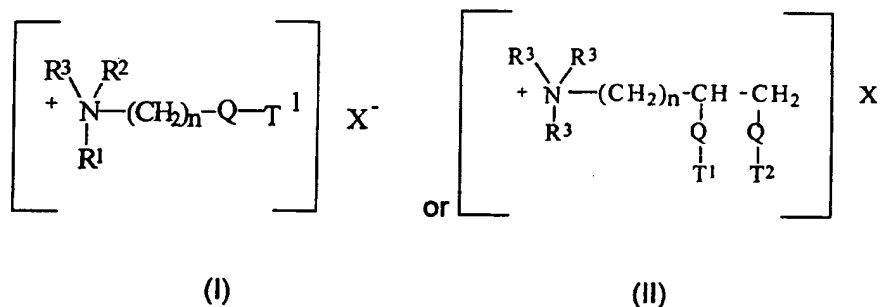 R³ R² R³ R³
+ N—(CH₂)n—Q—T¹ X⁻ + N—(CH₂)n-CH-CH₂ X
R¹ R³ Q Q
T¹ T²
or
(I) (II)